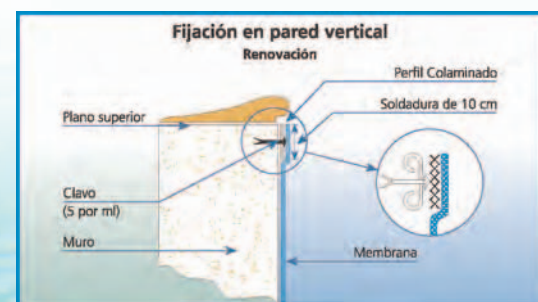 Fijación en pared vertical
Renovación
Perfil Colaminado
Soldadura de 10 cm
Plano superior
Clavo
(5 por ml)
Muro
Membrana